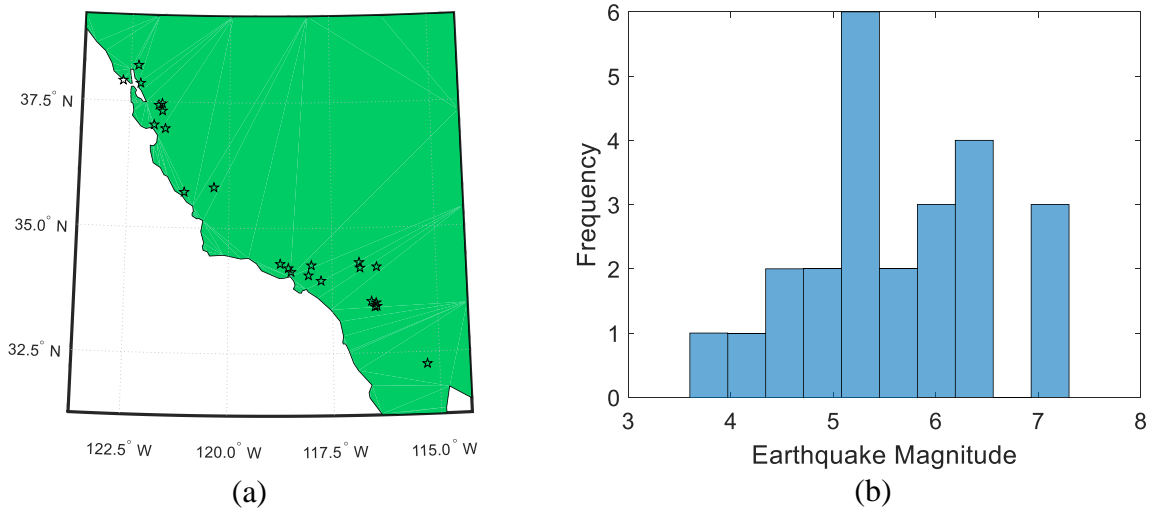 37.5° N
35.0° N
32.5° N
122.5° W
120.0° W
117.5° W
115.0° W
(a)
6
5
4
3
2
1
0
Frequency
3
4
5
6
7
8
Earthquake Magnitude
(b)